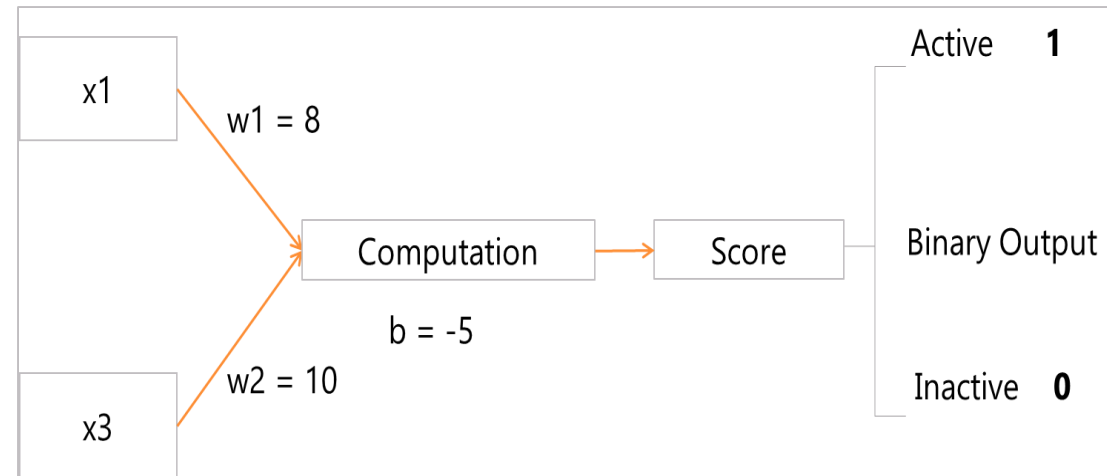 Active 1
x1
w1 = 8
Computation
Score
Binary Output
b = -5
w2 = 10
Inactive 0
x3